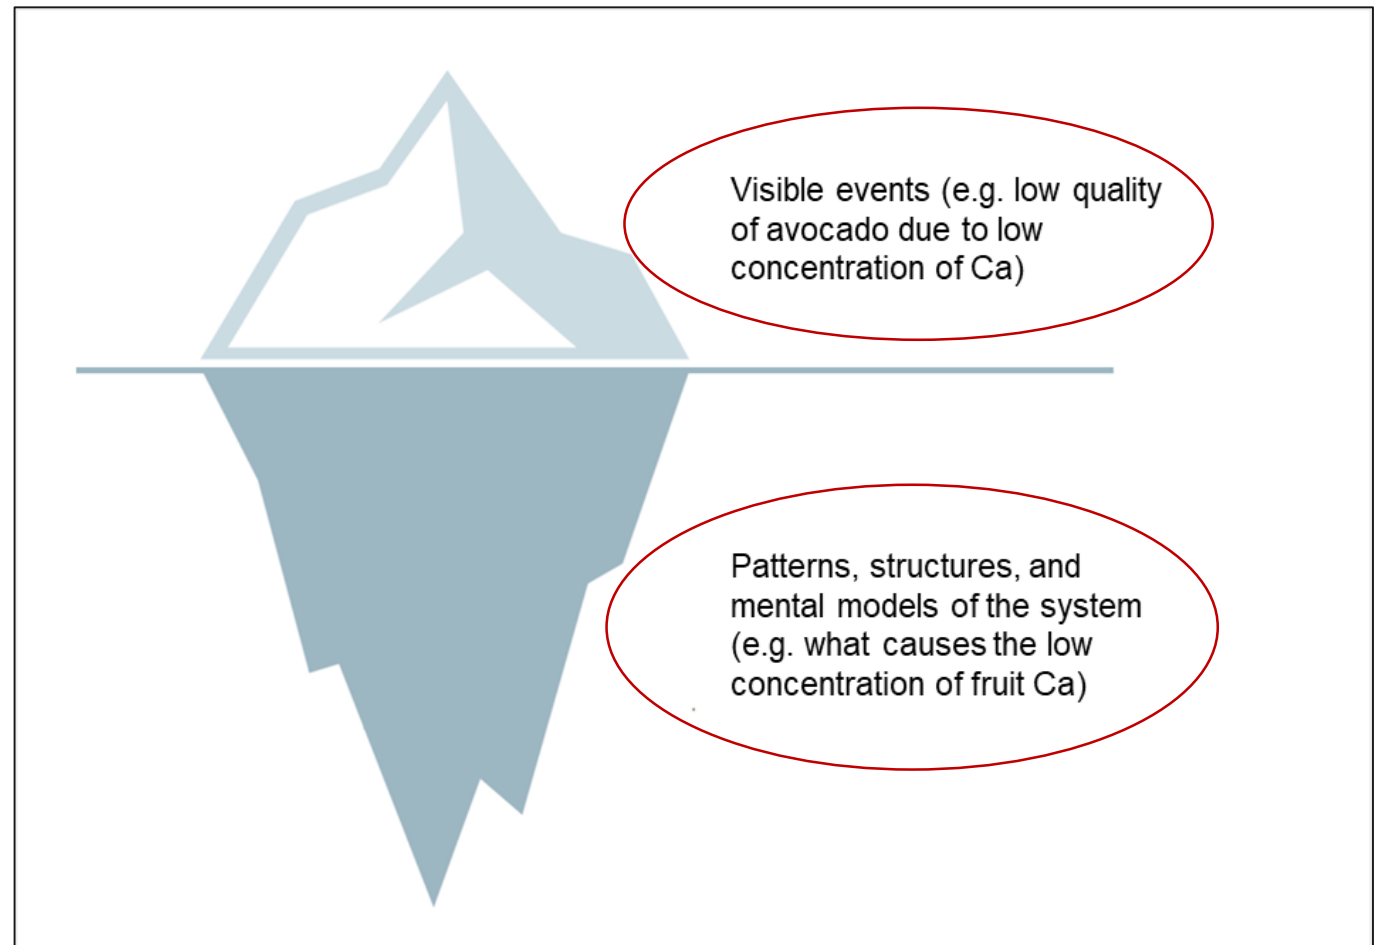 Visible events (e.g. low quality
of avocado due to low
concentration of Ca)
Patterns, structures, and
mental models of the system
(e.g. what causes the low
concentration of fruit Ca)